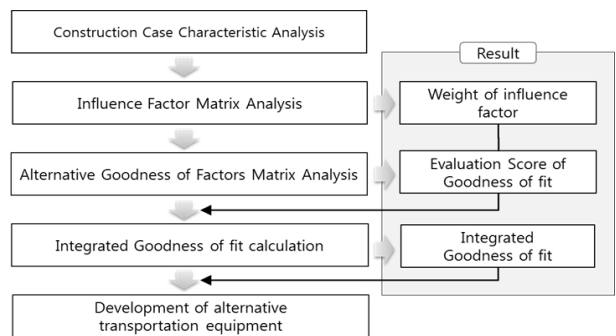 Construction Case Characteristic Analysis
Result
Influence Factor Matrix Analysis
Weight of influence
factor
Alternative Goodness of Factors Matrix Analysis
Evaluation Score of
Goodness of fit
Integrated Goodness of fit calculation
Integrated
Goodness of fit
Development of alternative
transportation equipment